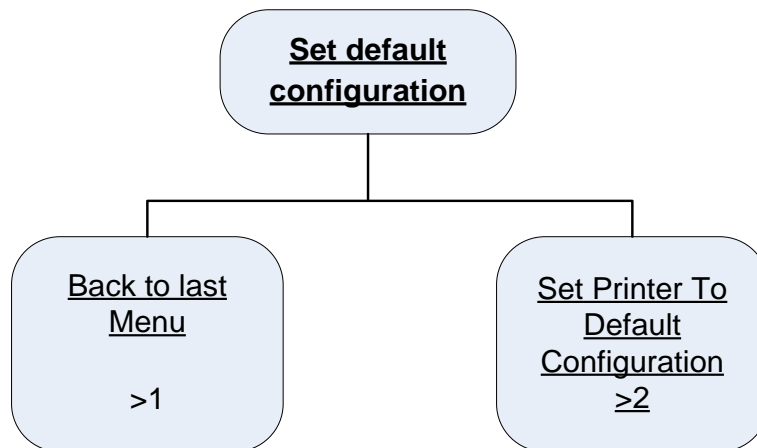 Set default
configuration
Back to last
Menu
>1
Set Printer To
Default
Configuration
>2